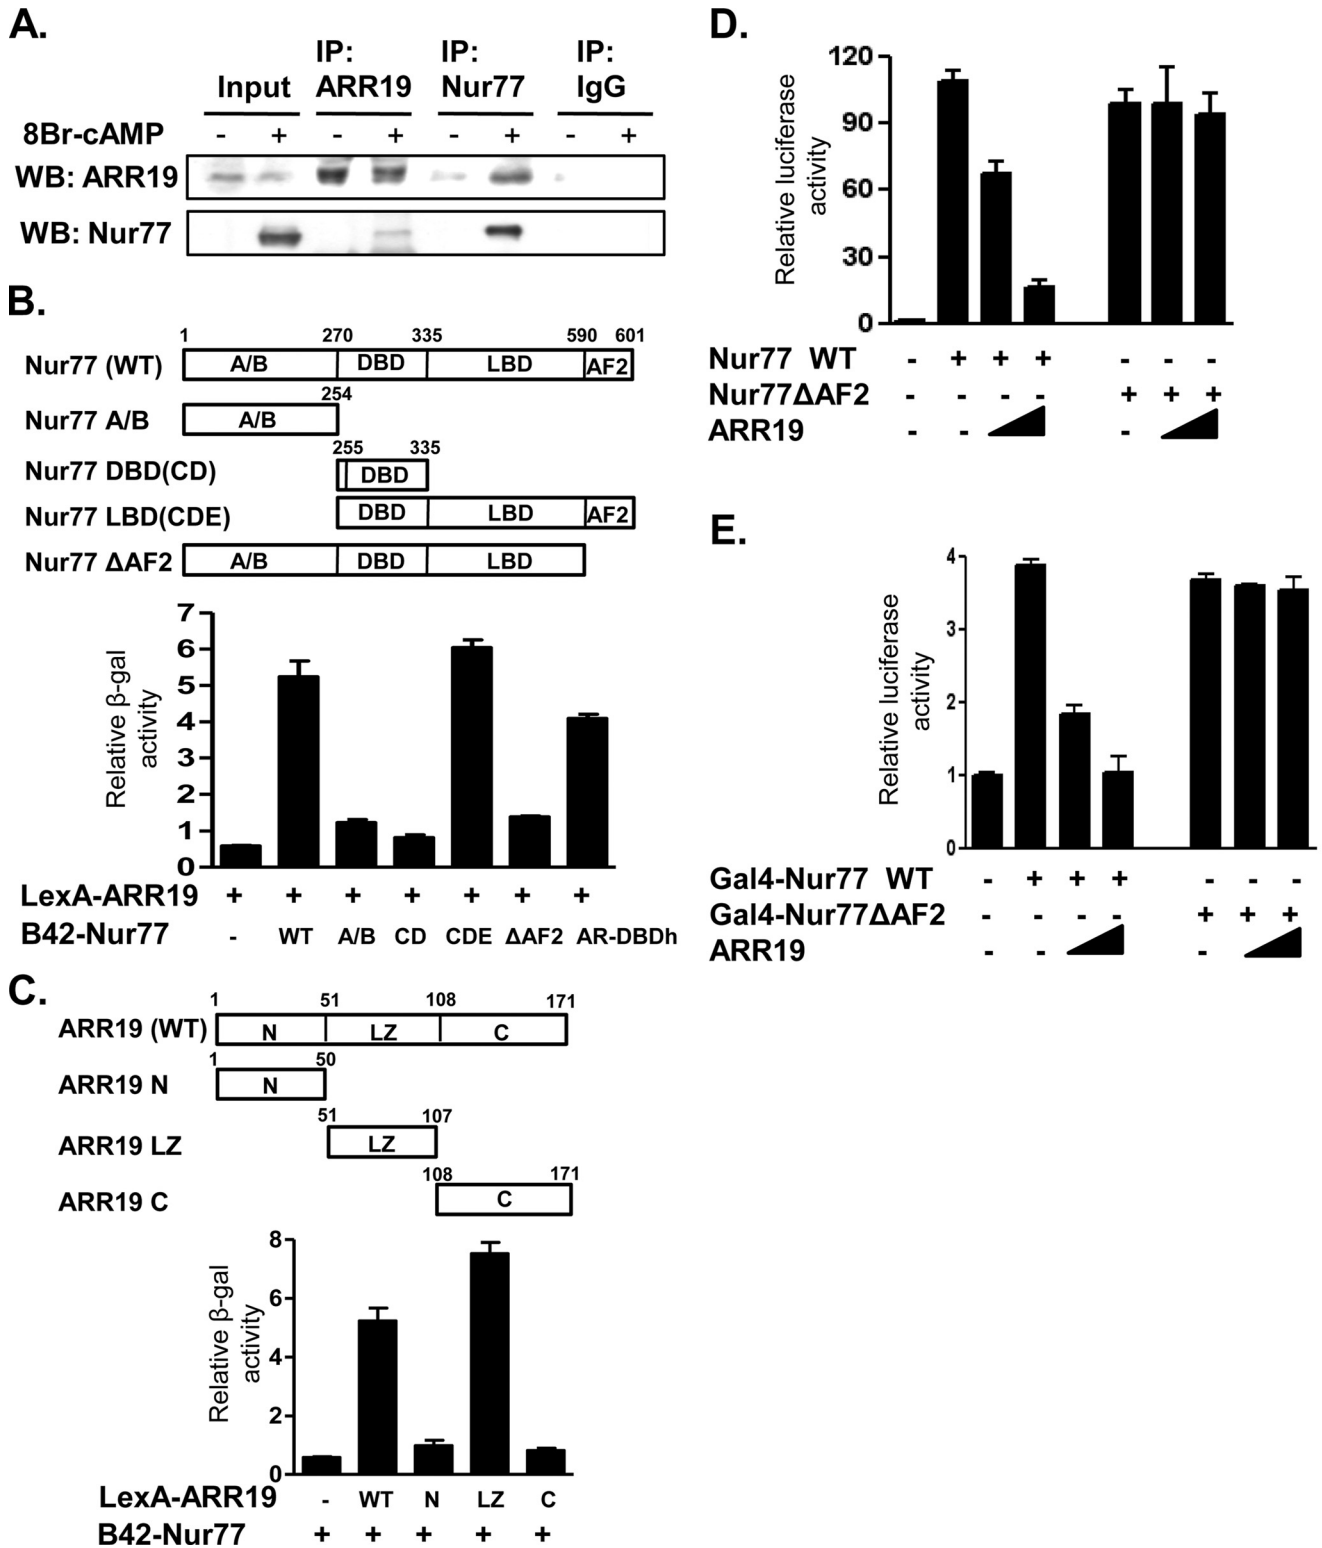 A.
IP: IP: IP:
Input ARR19 Nur77 IgG
8Br-cAMP - + - + - + - +
WB: ARR19
WB: Nur77
B.
1 270 335 590 601
Nur77 (WT) A/B DBD LBD AF2
254
Nur77 A/B A/B
255 335
Nur77 DBD(CD) DBD
Nur77 LBD(CDE) DBD LBD AF2
Nur77 ΔAF2 A/B DBD LBD
7
6
5
4
3
2
1
0
Relative β-gal
activity
LexA-ARR19 + + + + + + +
B42-Nur77 - WT A/B CD CDE ΔAF2 AR-DBDh
C.
1 51 108 171
ARR19 (WT) N LZ C
1 50
ARR19 N N
51 107
ARR19 LZ LZ
108 171
ARR19 C C
8
6
4
2
0
Relative β-gal
activity
LexA-ARR19 - WT N LZ C
B42-Nur77 + + + + +
D.
120
90
60
30
0
Relative luciferase
activity
Nur77 WT - + + + - - -
Nur77ΔAF2 - - - - + + +
ARR19 - - -
E.
4
3
2
1
0
Relative luciferase
activity
Gal4-Nur77 WT - + + + - - -
Gal4-Nur77ΔAF2 - - - - + + +
ARR19 - - -